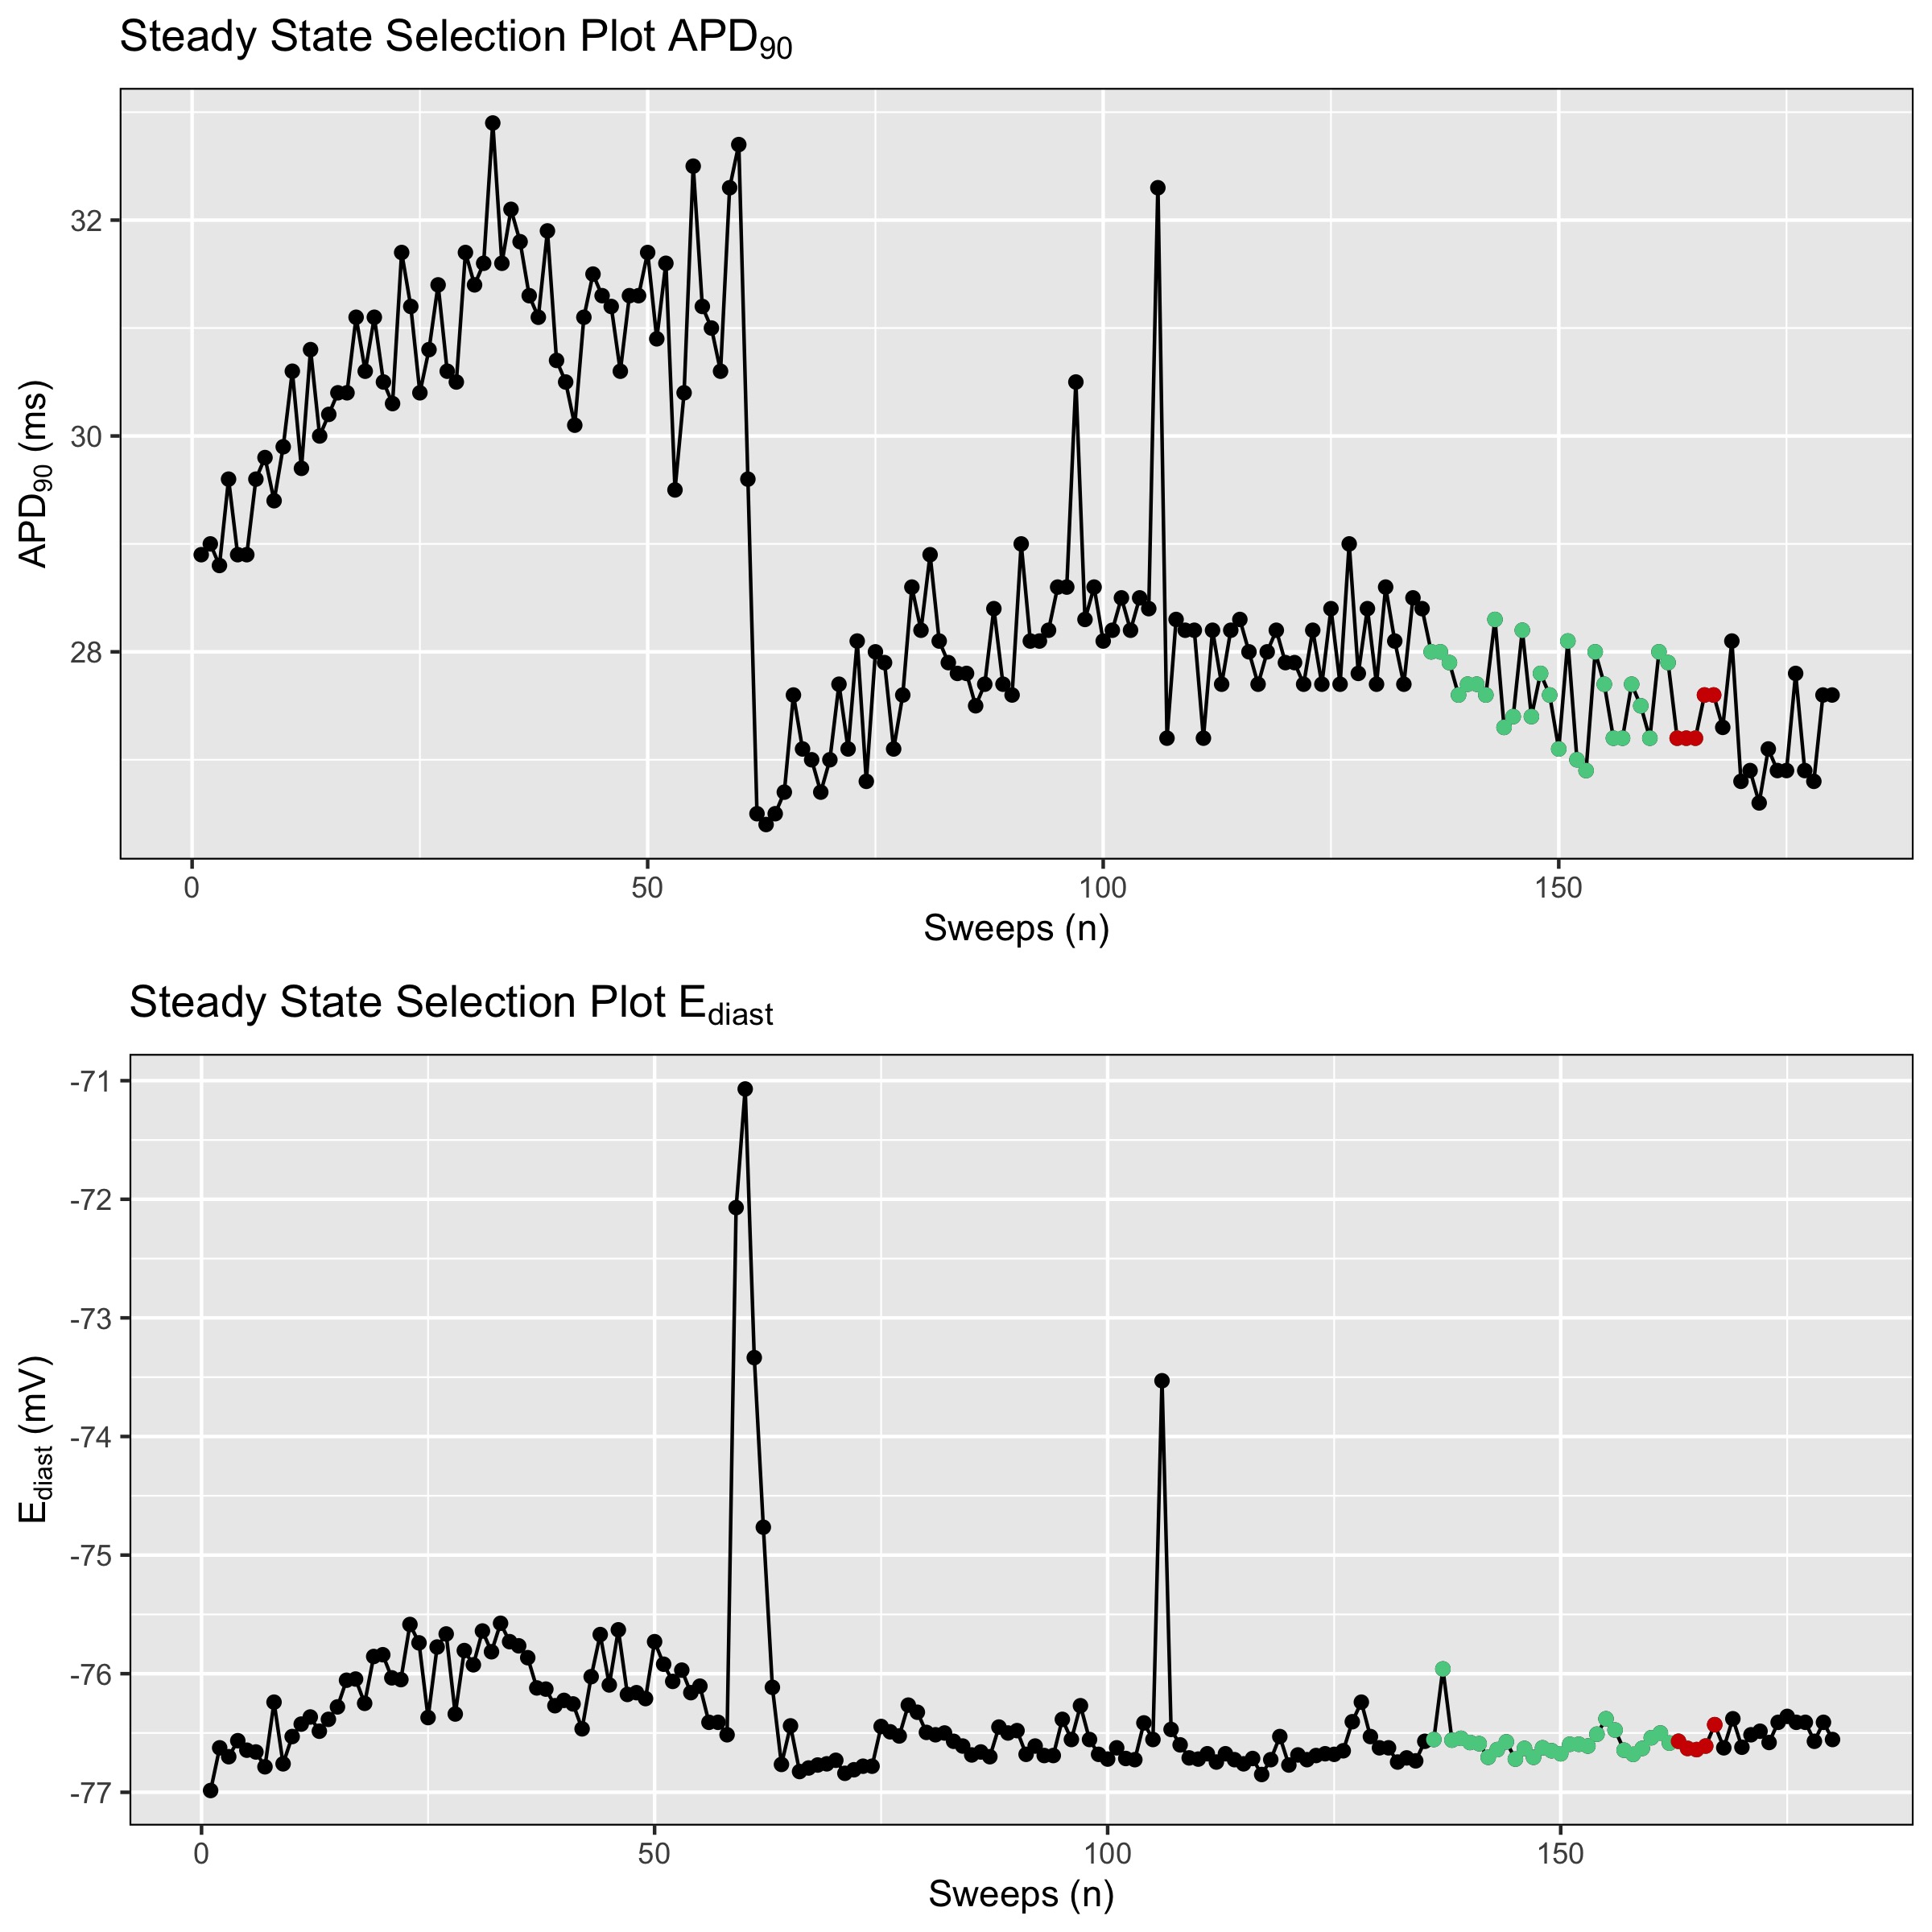 Steady State Selection Plot APD90
32
30
28
APD90 (ms)
0 50 100 150
Sweeps (n)
Steady State Selection Plot Ediast
-71
-72
-73
-74
-75
-76
-77
Ediast (mV)
0 50 100 150
Sweeps (n)